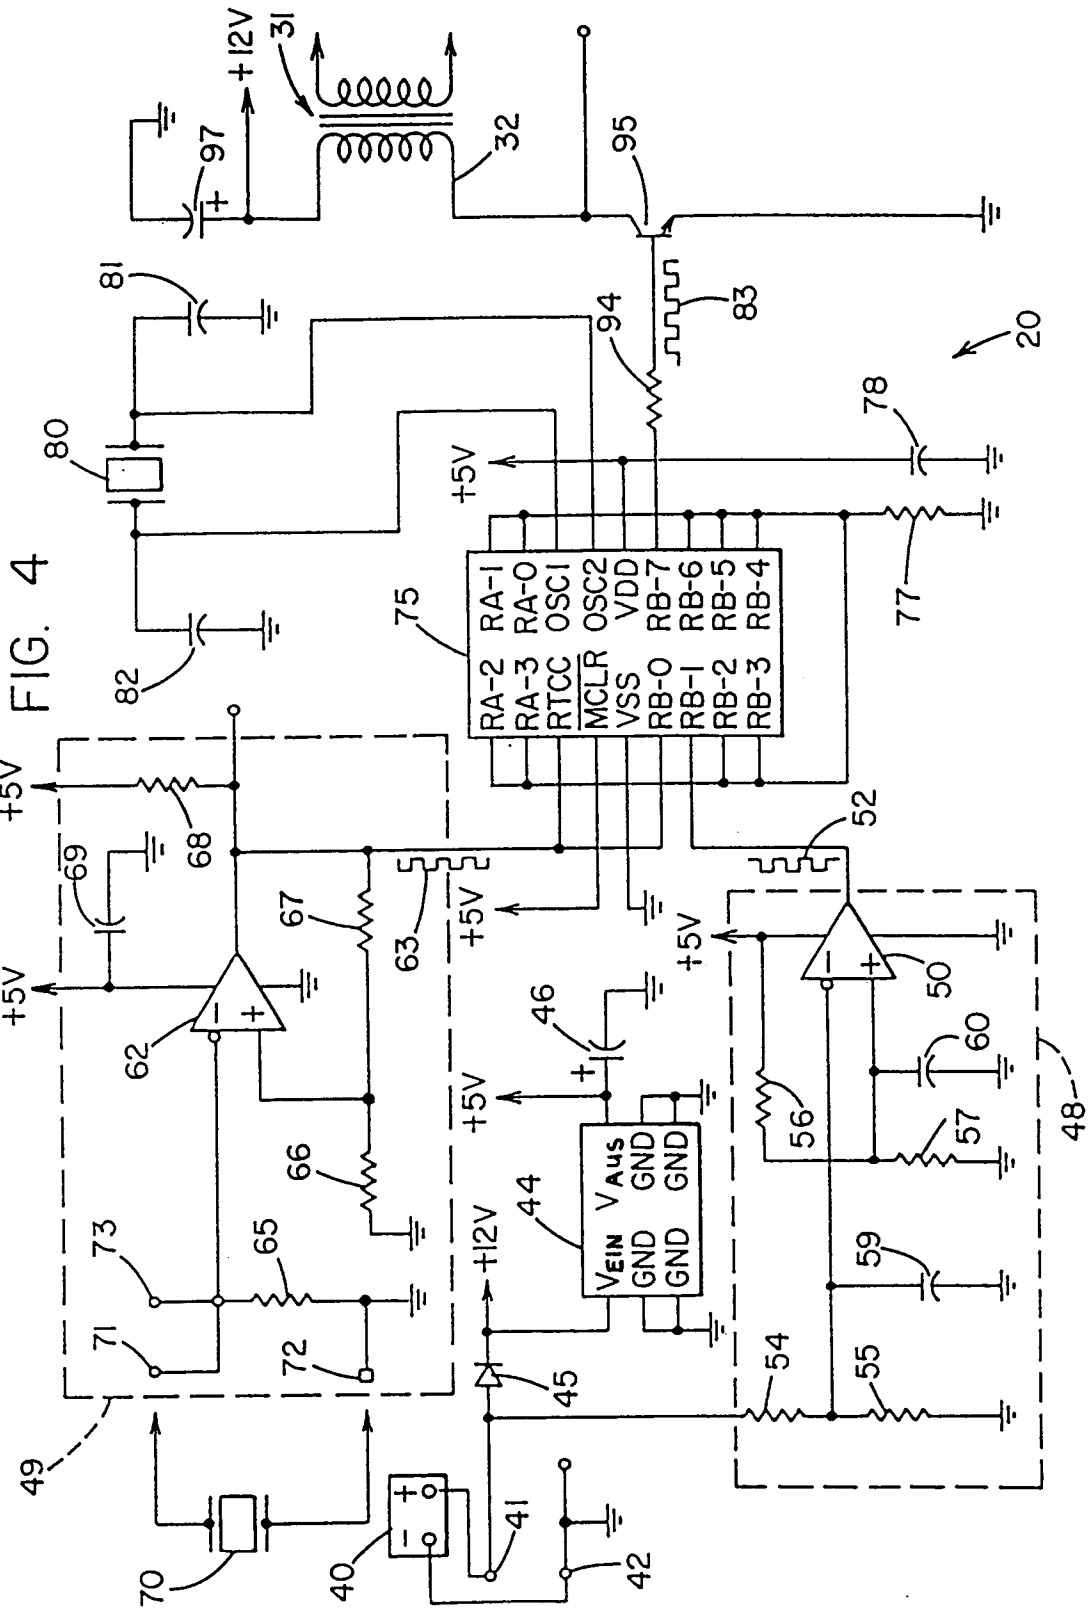 FIG. 4
+12V
31
97
32
95
81
80
82
83
94
20
78
+5V
77
75
RA-2 RA-1
RA-3 RA-0
RTCC OSC1
MCLR OSC2
VSS VDD
RB-0 RB-7
RB-1 RB-6
RB-2 RB-5
RB-3 RB-4
+5V
68
69
+5V
62
−
+
67
63
66
65
73
71
72
49
70
+5V
52
+5V
50
−
+
60
48
56
57
59
54
55
46
+
+5V
44
VEIN VAUS
GND GND
GND GND
+12V
45
40
− +
41
42